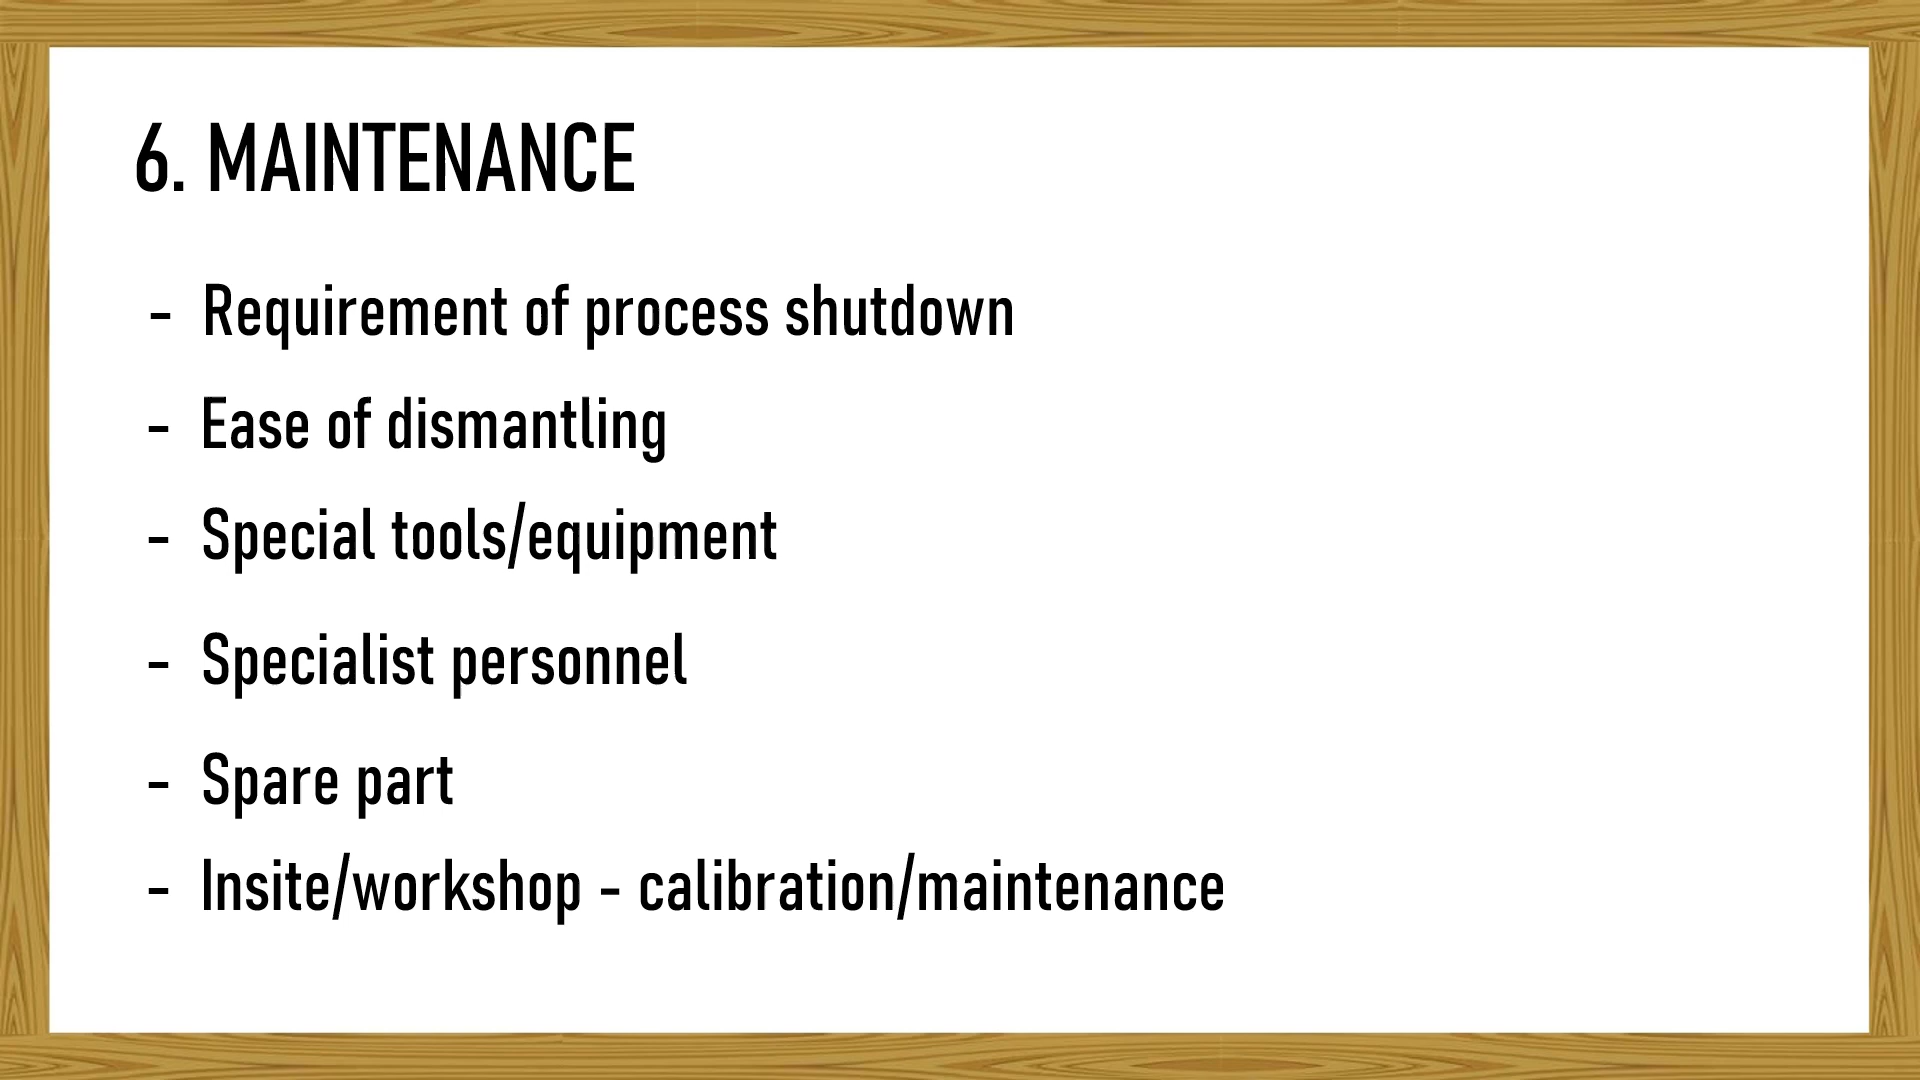 6. MAINTENANCE
- Requirement of process shutdown
- Ease of dismantling
- Special tools/equipment
- Specialist personnel
- Spare part
- Insite/workshop - calibration/maintenance